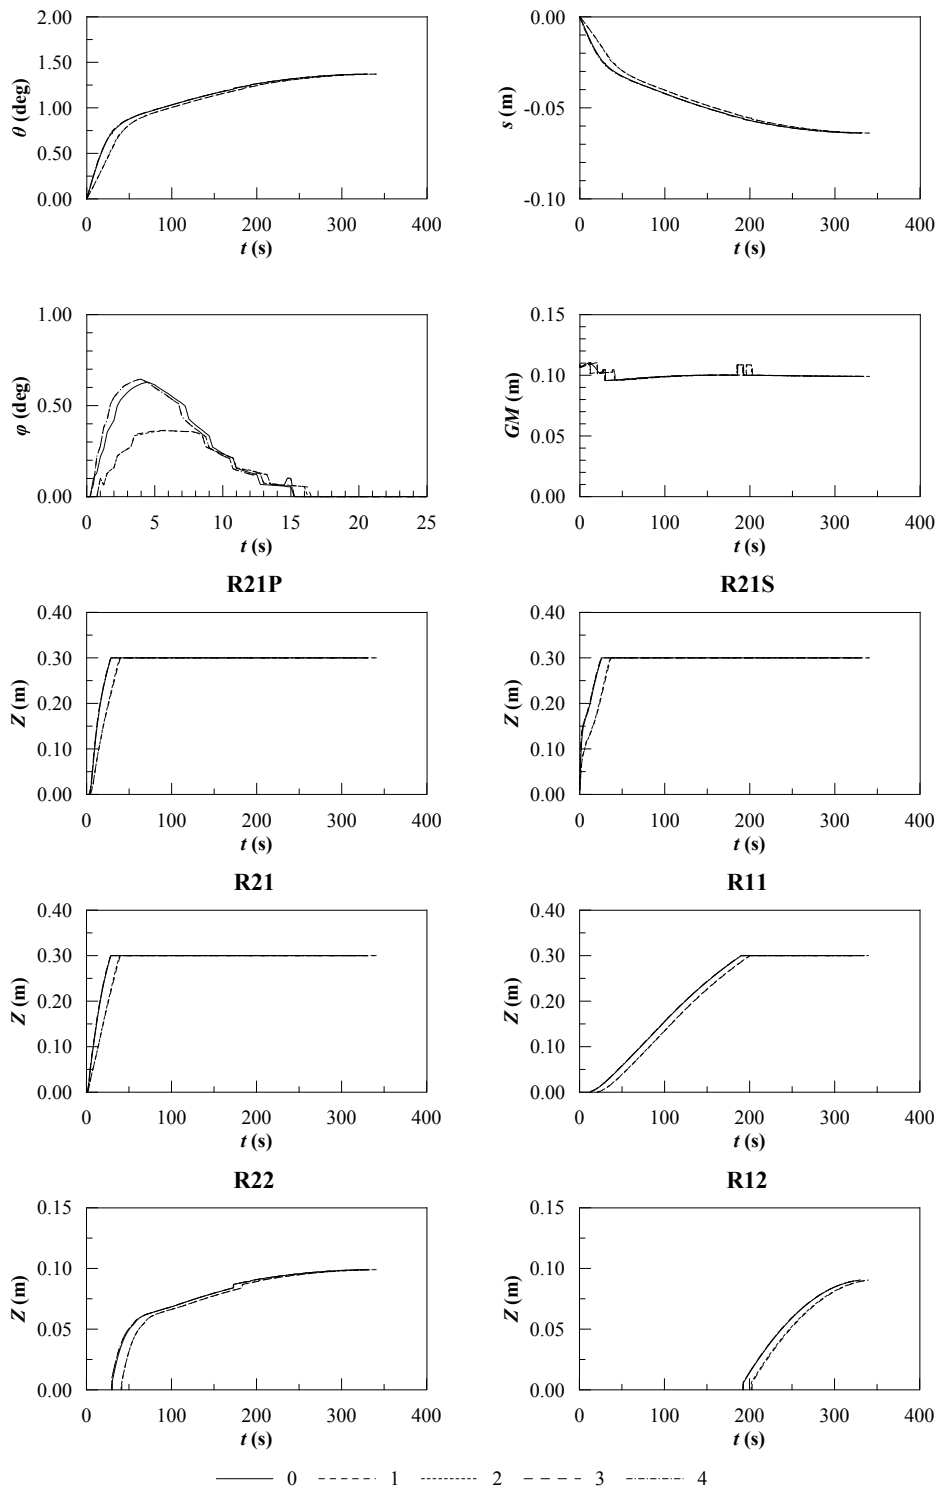 2.00
1.50
1.00
0.50
0.00
θ (deg)
0 100 200 300 400
t (s)
0.00
-0.05
-0.10
s (m)
0 100 200 300 400
t (s)
1.00
0.50
0.00
φ (deg)
0 5 10 15 20 25
t (s)
0.15
0.10
0.05
0.00
GM (m)
0 100 200 300 400
t (s)
R21P
0.40
0.30
0.20
0.10
0.00
Z (m)
0 100 200 300 400
t (s)
R21S
0.40
0.30
0.20
0.10
0.00
Z (m)
0 100 200 300 400
t (s)
R21
0.40
0.30
0.20
0.10
0.00
Z (m)
0 100 200 300 400
t (s)
R11
0.40
0.30
0.20
0.10
0.00
Z (m)
0 100 200 300 400
t (s)
R22
0.15
0.10
0.05
0.00
Z (m)
0 100 200 300 400
t (s)
R12
0.15
0.10
0.05
0.00
Z (m)
0 100 200 300 400
t (s)
0 1 2 3 4